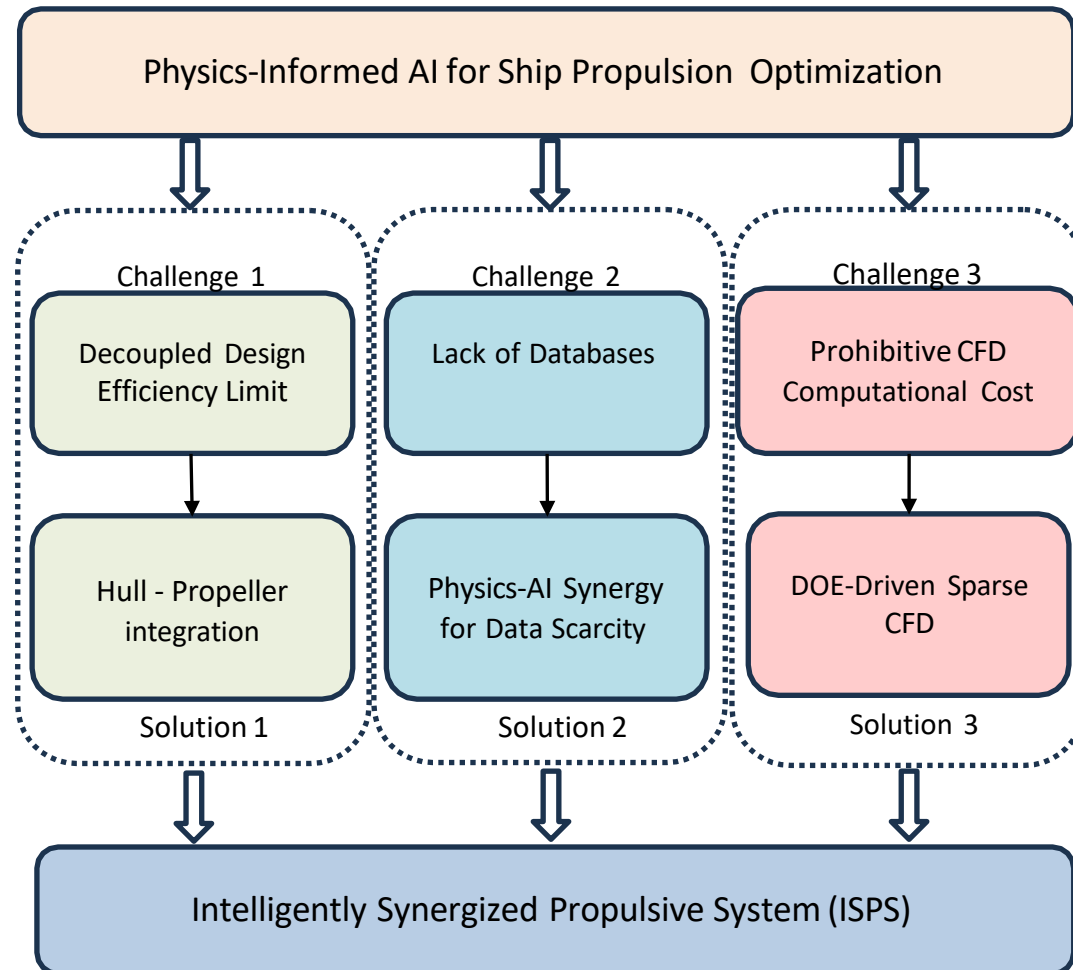 Physics-Informed AI for Ship Propulsion Optimization
Challenge 1
Decoupled Design
Efficiency Limit
Hull - Propeller
integration
Solution 1
Challenge 2
Lack of Databases
Physics-AI Synergy
for Data Scarcity
Solution 2
Challenge 3
Prohibitive CFD
Computational Cost
DOE-Driven Sparse
CFD
Solution 3
Intelligently Synergized Propulsive System (ISPS)